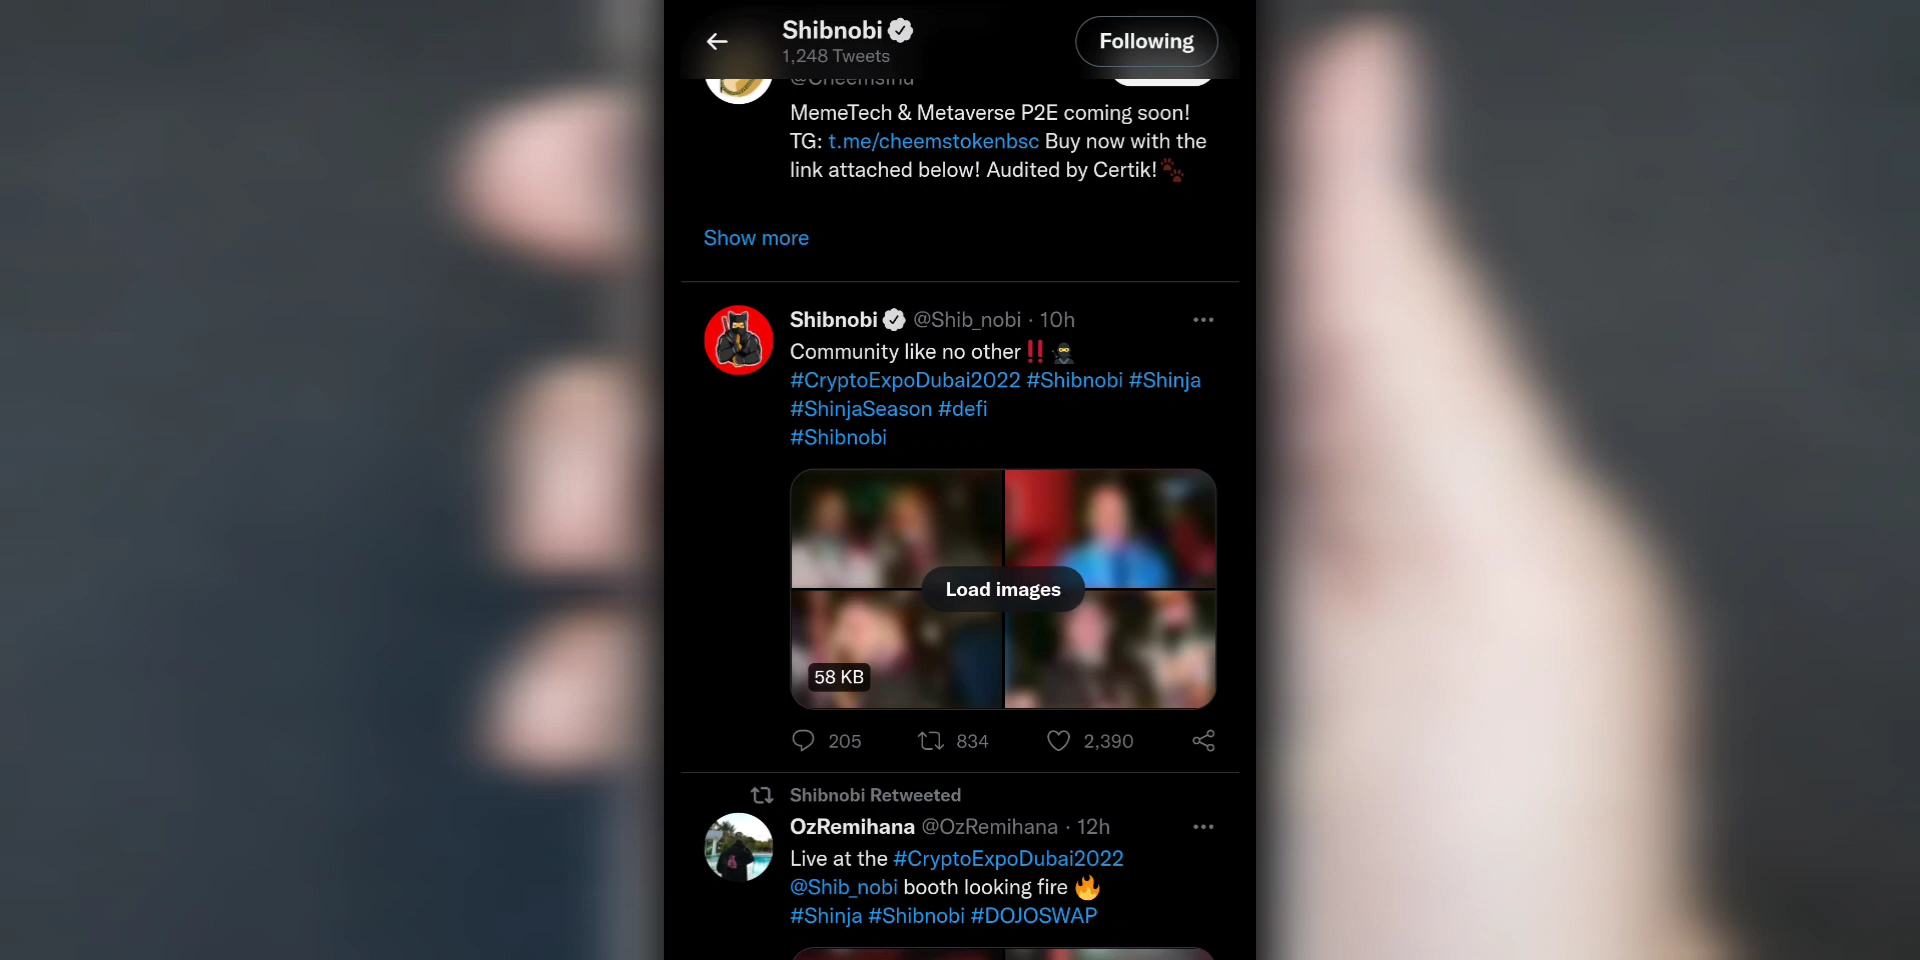 Shibnobi
1,248 Tweets
Following
@CheemsInu
MemeTech & Metaverse P2E coming soon!
TG: t.me/cheemstokenbsc Buy now with the
link attached below! Audited by Certik!
Show more
Shibnobi @Shib_nobi · 10h
Community like no other‼️🥷
#CryptoExpoDubai2022 #Shibnobi #Shinja
#ShinjaSeason #defi
#Shibnobi
Load images
58 KB
205 834 2,390
Shibnobi Retweeted
OzRemihana @OzRemihana · 12h
Live at the #CryptoExpoDubai2022
@Shib_nobi booth looking fire 🔥
#Shinja #Shibnobi #DOJOSWAP